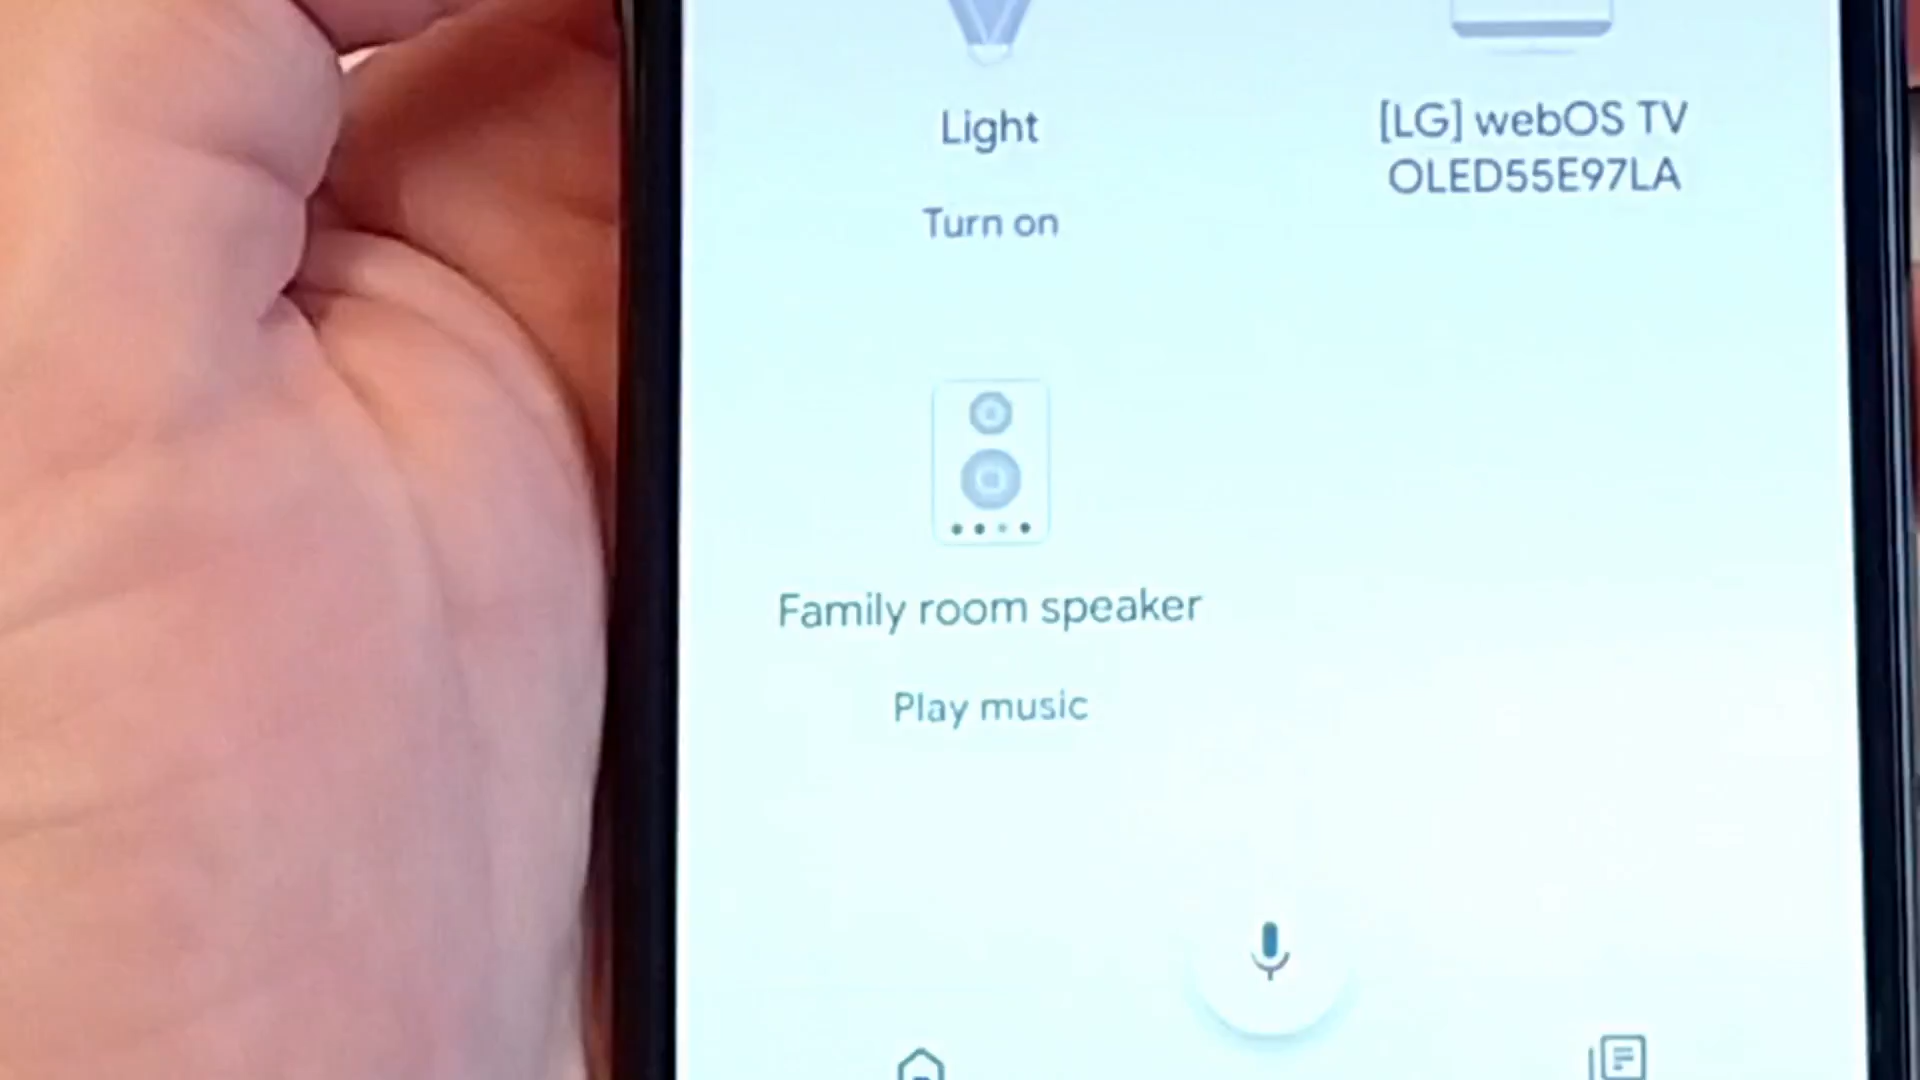 Light
[LG] webOS TV
OLED55E97LA
Turn on
Family room speaker
Play music